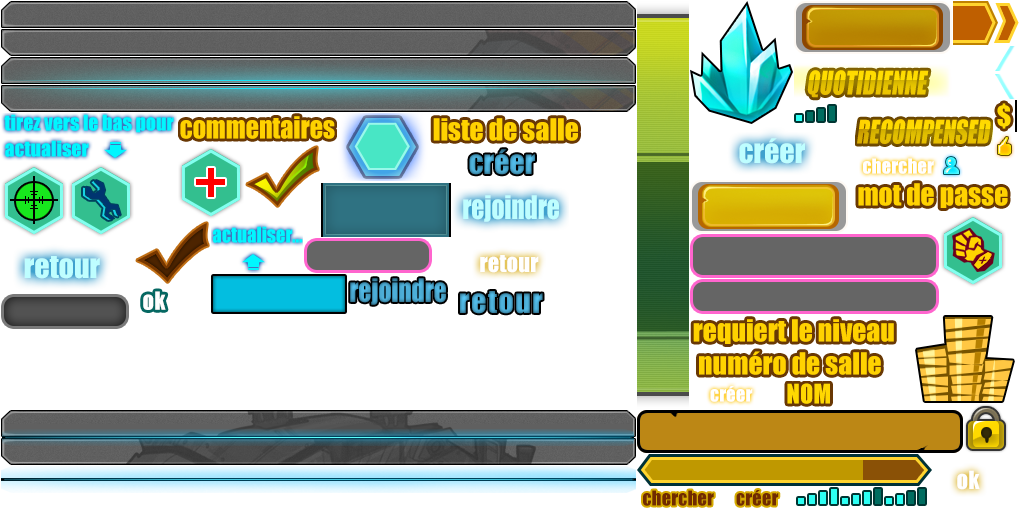 QUOTIDIENNE
$
tirez vers le bas pour
actualiser
commentaires
liste de salle
RECOMPENSED
créer
créer
chercher
mot de passe
rejoindre
actualiser...
retour
retour
ok
rejoindre
retour
requiert le niveau
numéro de salle
créer
NOM
chercher
créer
ok